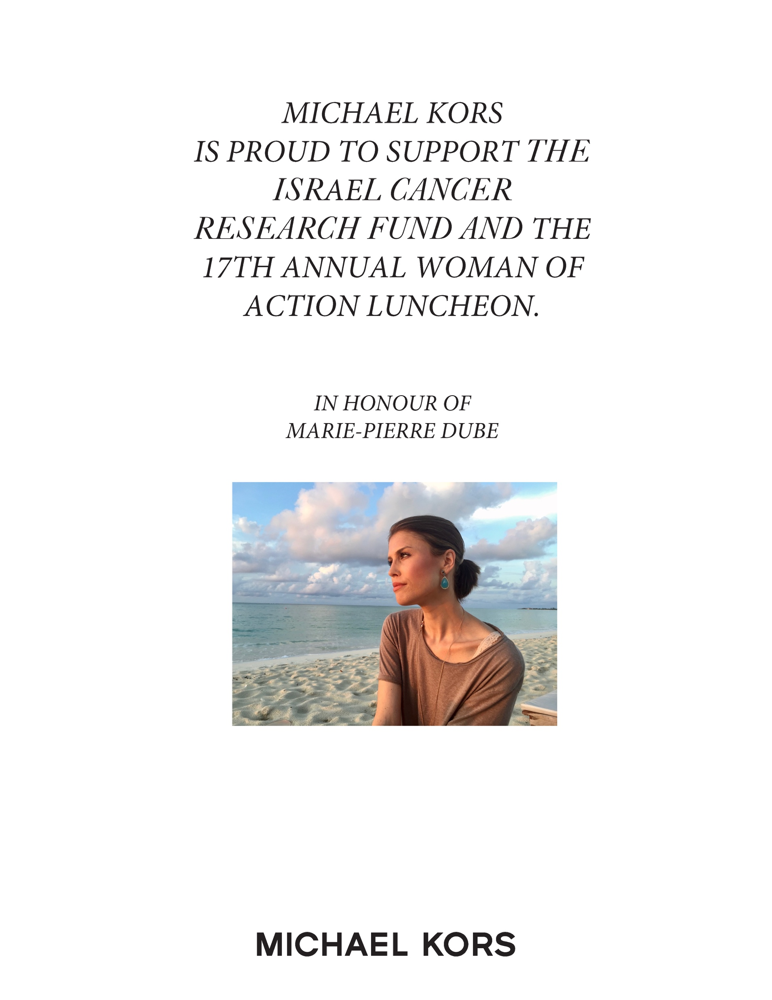 MICHAEL KORS
IS PROUD TO SUPPORT THE
ISRAEL CANCER
RESEARCH FUND AND THE
17TH ANNUAL WOMAN OF
ACTION LUNCHEON.
IN HONOUR OF
MARIE-PIERRE DUBE
MICHAEL KORS